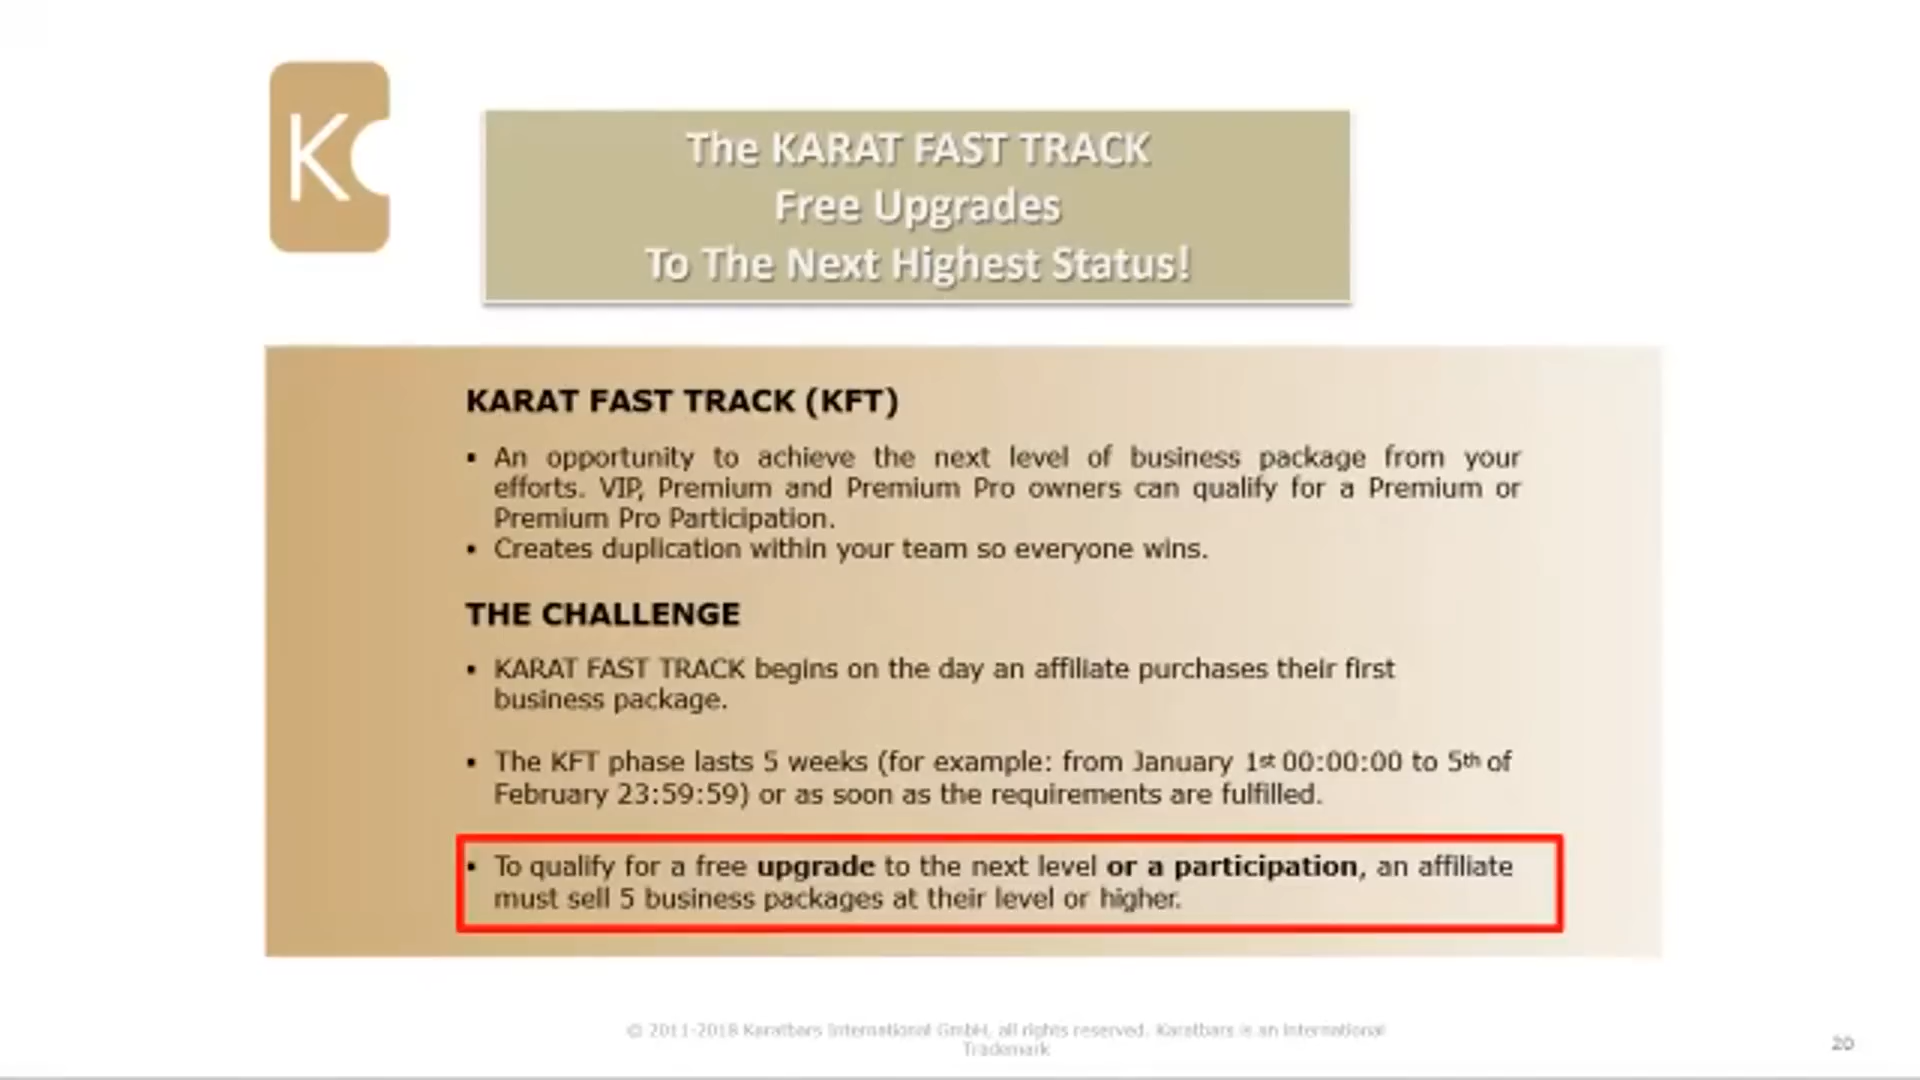 K
The KARAT FAST TRACK
Free Upgrades
To The Next Highest Status!
KARAT FAST TRACK (KFT)
▪ An opportunity to achieve the next level of business package from your
efforts. VIP, Premium and Premium Pro owners can qualify for a Premium or
Premium Pro Participation.
▪ Creates duplication within your team so everyone wins.
THE CHALLENGE
▪ KARAT FAST TRACK begins on the day an affiliate purchases their first
business package.
▪ The KFT phase lasts 5 weeks (for example: from January 1st 00:00:00 to 5th of
February 23:59:59) or as soon as the requirements are fulfilled.
▪ To qualify for a free upgrade to the next level or a participation, an affiliate
must sell 5 business packages at their level or higher.
© 2011-2018 Karatbars International GmbH, all rights reserved. Karatbars is an International
Trademark
20